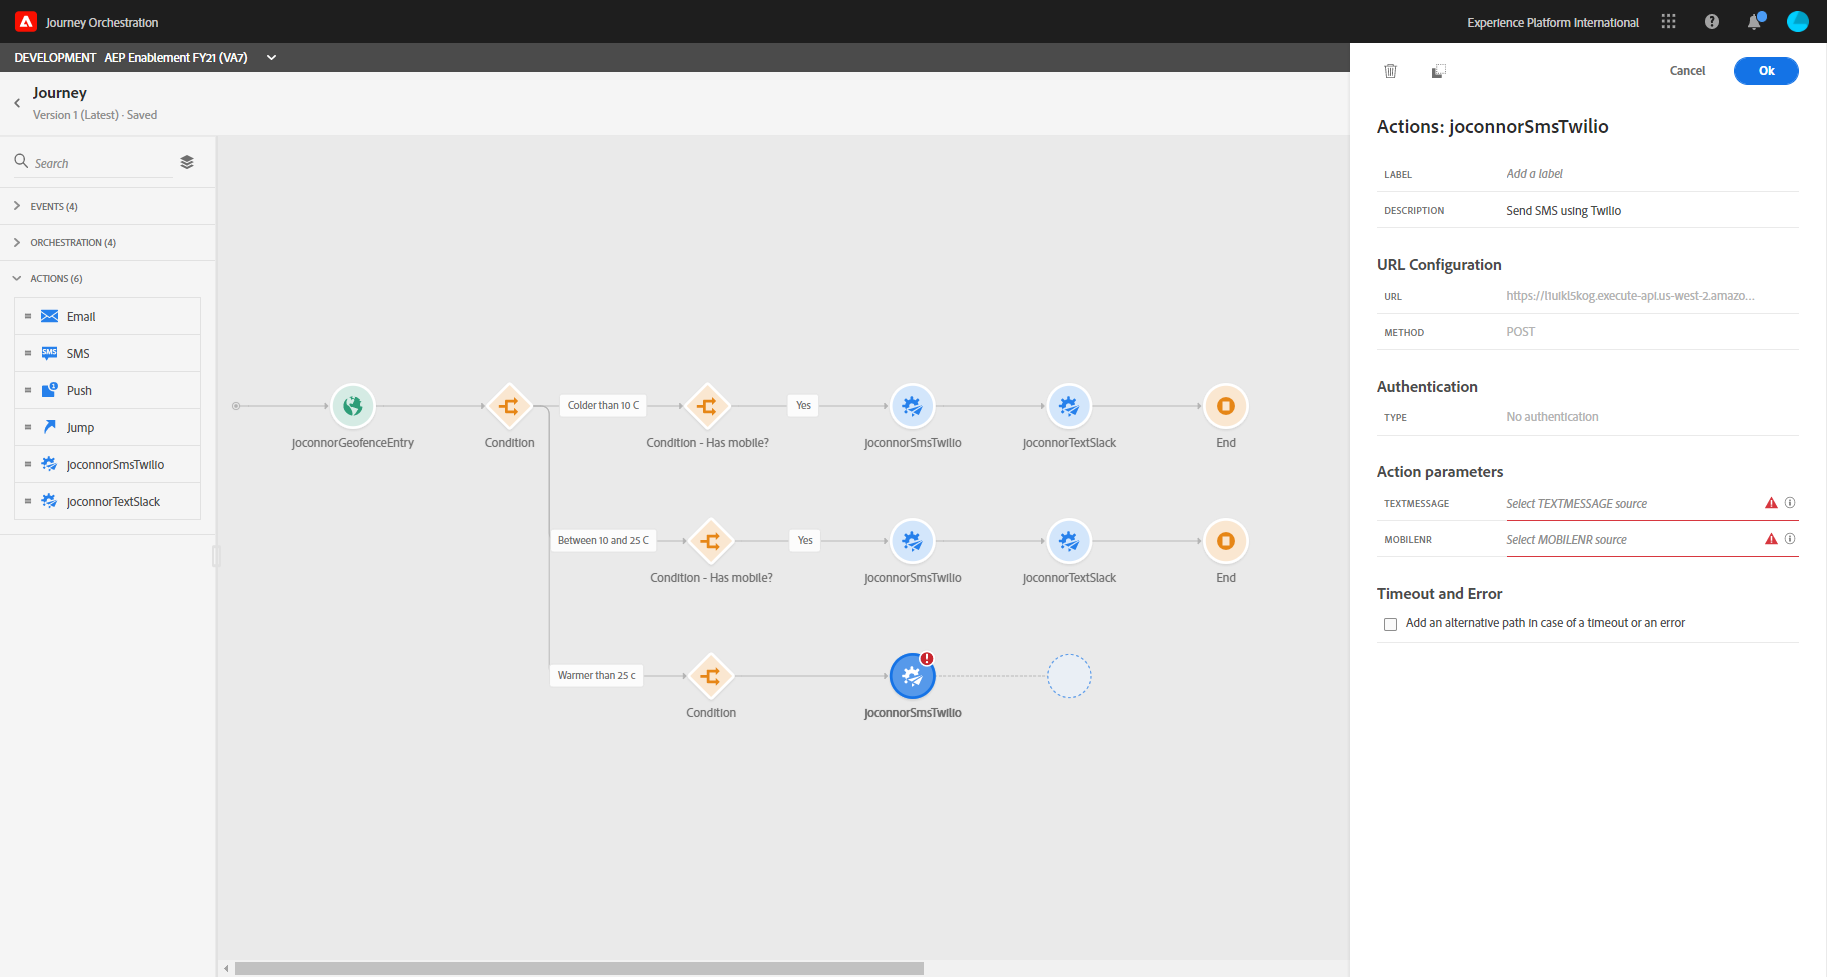 Journey Orchestration
Experience Platform International
DEVELOPMENT AEP Enablement FY21 (VA7)
Journey
Version 1 (Latest) · Saved
Search
EVENTS (4)
ORCHESTRATION (4)
ACTIONS (6)
Email
SMS
SMS
Push
Jump
joconnorSmsTwilio
joconnorTextSlack
joconnorGeofenceEntry
Condition
Colder than 10 C
Condition - Has mobile?
Yes
joconnorSmsTwilio
joconnorTextSlack
End
Between 10 and 25 C
Condition - Has mobile?
Yes
joconnorSmsTwilio
joconnorTextSlack
End
Warmer than 25 c
Condition
joconnorSmsTwilio
Cancel
Ok
Actions: joconnorSmsTwilio
LABEL Add a label
DESCRIPTION Send SMS using Twilio
URL Configuration
URL https://l1uikl5kog.execute-api.us-west-2.amazo...
METHOD POST
Authentication
TYPE No authentication
Action parameters
TEXTMESSAGE Select TEXTMESSAGE source
MOBILENR Select MOBILENR source
Timeout and Error
Add an alternative path in case of a timeout or an error